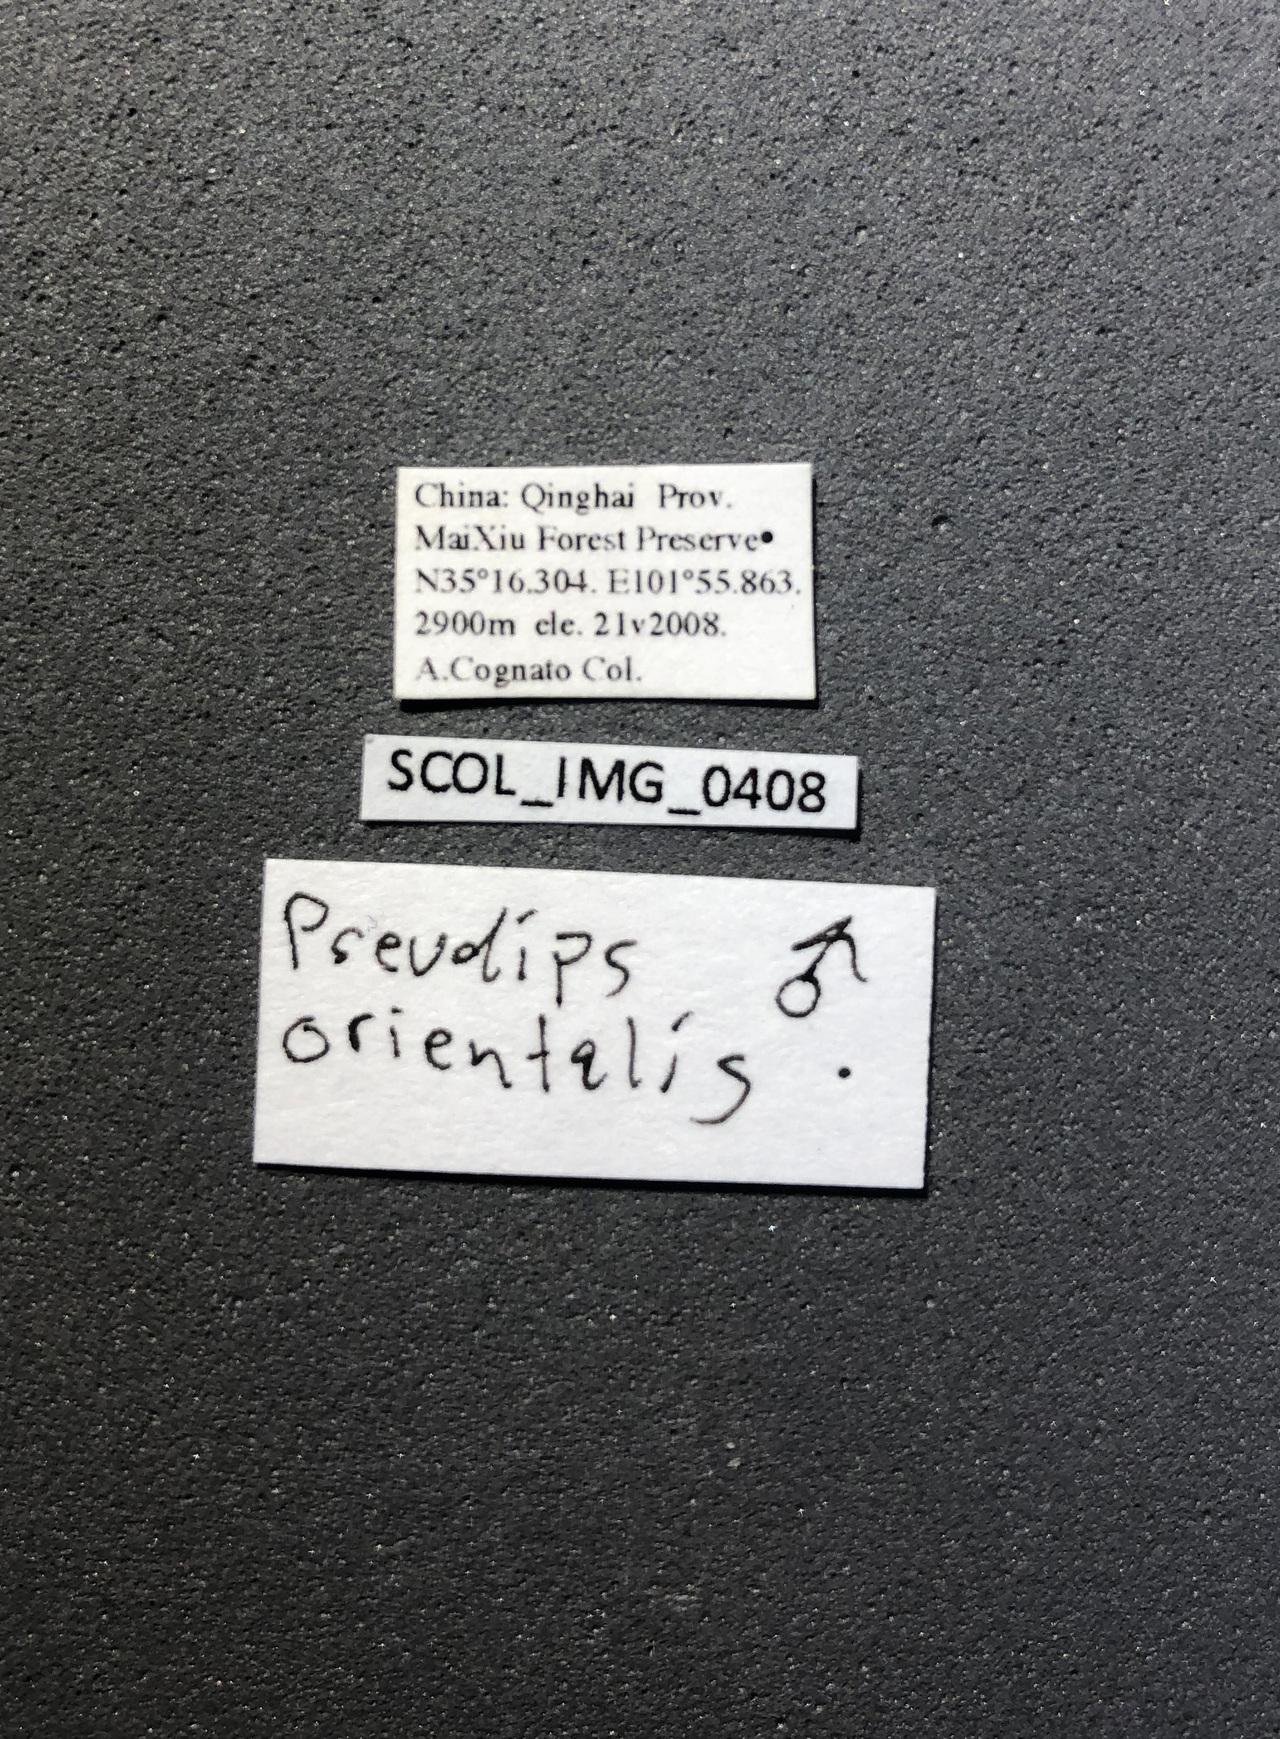 China: Qinghai Prov.
MaiXiu Forest Preserve
N35°16.304. E101°55.863.
2900m ele. 21v2008.
A.Cognato Col.
SCOL_IMG_0408
Pseudips ♂
orientalis